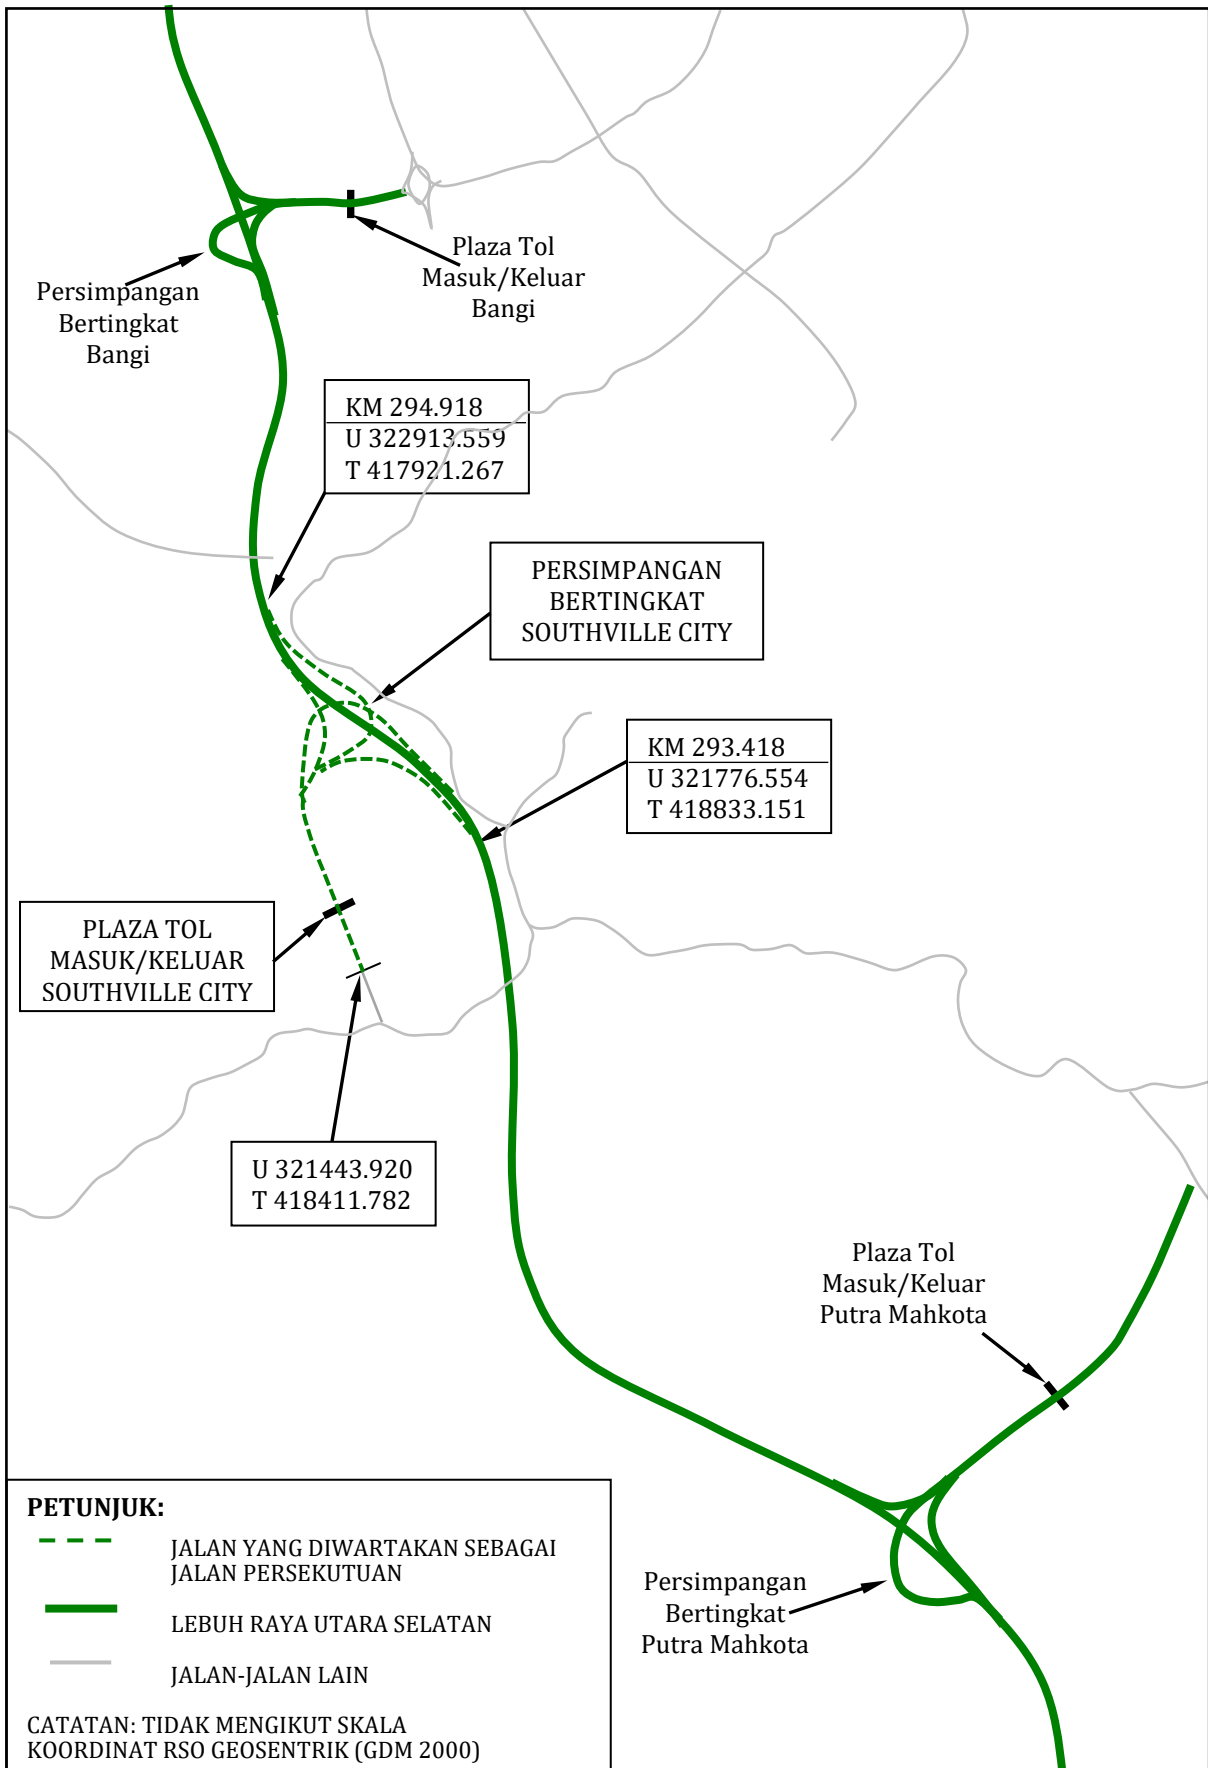 Plaza Tol
Masuk/Keluar
Bangi
Persimpangan
Bertingkat
Bangi
KM 294.918
U 322913.559
T 417921.267
PERSIMPANGAN
BERTINGKAT
SOUTHVILLE CITY
KM 293.418
U 321776.554
T 418833.151
PLAZA TOL
MASUK/KELUAR
SOUTHVILLE CITY
U 321443.920
T 418411.782
Plaza Tol
Masuk/Keluar
Putra Mahkota
Persimpangan
Bertingkat
Putra Mahkota
PETUNJUK:
JALAN YANG DIWARTAKAN SEBAGAI
JALAN PERSEKUTUAN
LEBUH RAYA UTARA SELATAN
JALAN-JALAN LAIN
CATATAN: TIDAK MENGIKUT SKALA
KOORDINAT RSO GEOSENTRIK (GDM 2000)